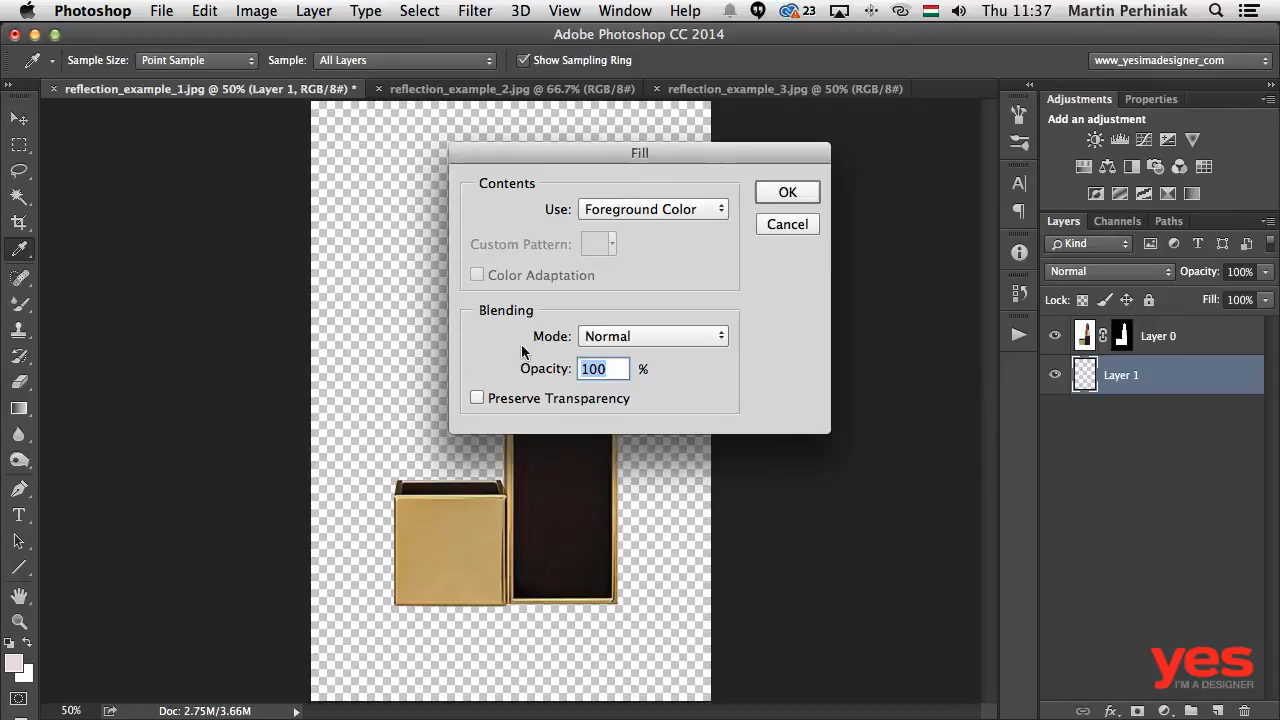 Photoshop File Edit Image Layer Type Select Filter 3D View Window Help 23 Thu 11:37 Martin Perhiniak
Adobe Photoshop CC 2014
Sample Size: Point Sample Sample: All Layers Show Sampling Ring www.yesimadesigner.com
reflection_example_1.jpg @ 50% (Layer 1, RGB/8#) * reflection_example_2.jpg @ 66.7% (RGB/8#) reflection_example_3.jpg @ 50% (RGB/8#)
Adjustments Properties
Add an adjustment
Fill
Contents
Use: Foreground Color
Custom Pattern:
Color Adaptation
OK
Cancel
Blending
Mode: Normal
Opacity: 100 %
Preserve Transparency
Layers Channels Paths
Kind
Normal Opacity: 100%
Lock: Fill: 100%
Layer 0
Layer 1
yes
I'M A DESIGNER
50% Doc: 2.75M/3.66M